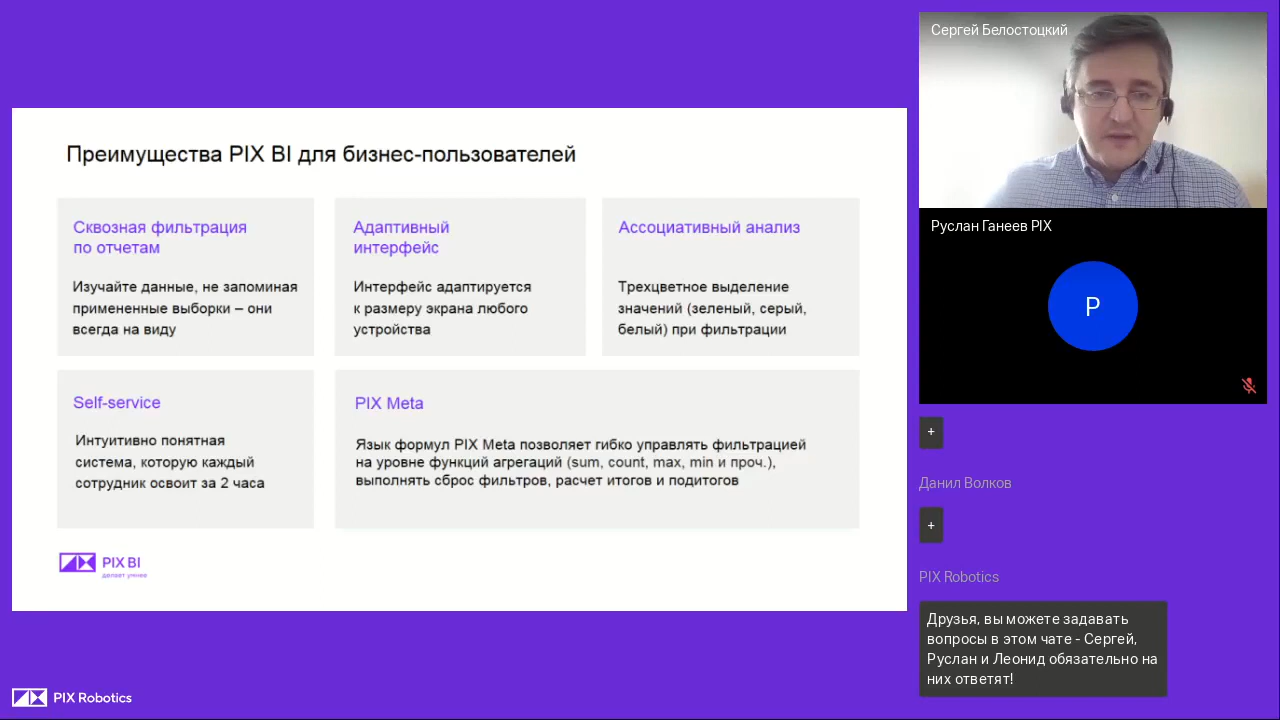 Преимущества PIX BI для бизнес-пользователей
Сквозная фильтрация
по отчетам
Изучайте данные, не запоминая
примененные выборки – они
всегда на виду
Адаптивный
интерфейс
Интерфейс адаптируется
к размеру экрана любого
устройства
Ассоциативный анализ
Трехцветное выделение
значений (зеленый, серый,
белый) при фильтрации
Self-service
Интуитивно понятная
система, которую каждый
сотрудник освоит за 2 часа
PIX Meta
Язык формул PIX Meta позволяет гибко управлять фильтрацией
на уровне функций агрегаций (sum, count, max, min и проч.),
выполнять сброс фильтров, расчет итогов и подитогов
PIX BI
делает умнее
PIX Robotics
Сергей Белостоцкий
Руслан Ганеев PIX
Р
+
Данил Волков
+
PIX Robotics
Друзья, вы можете задавать
вопросы в этом чате - Сергей,
Руслан и Леонид обязательно на
них ответят!